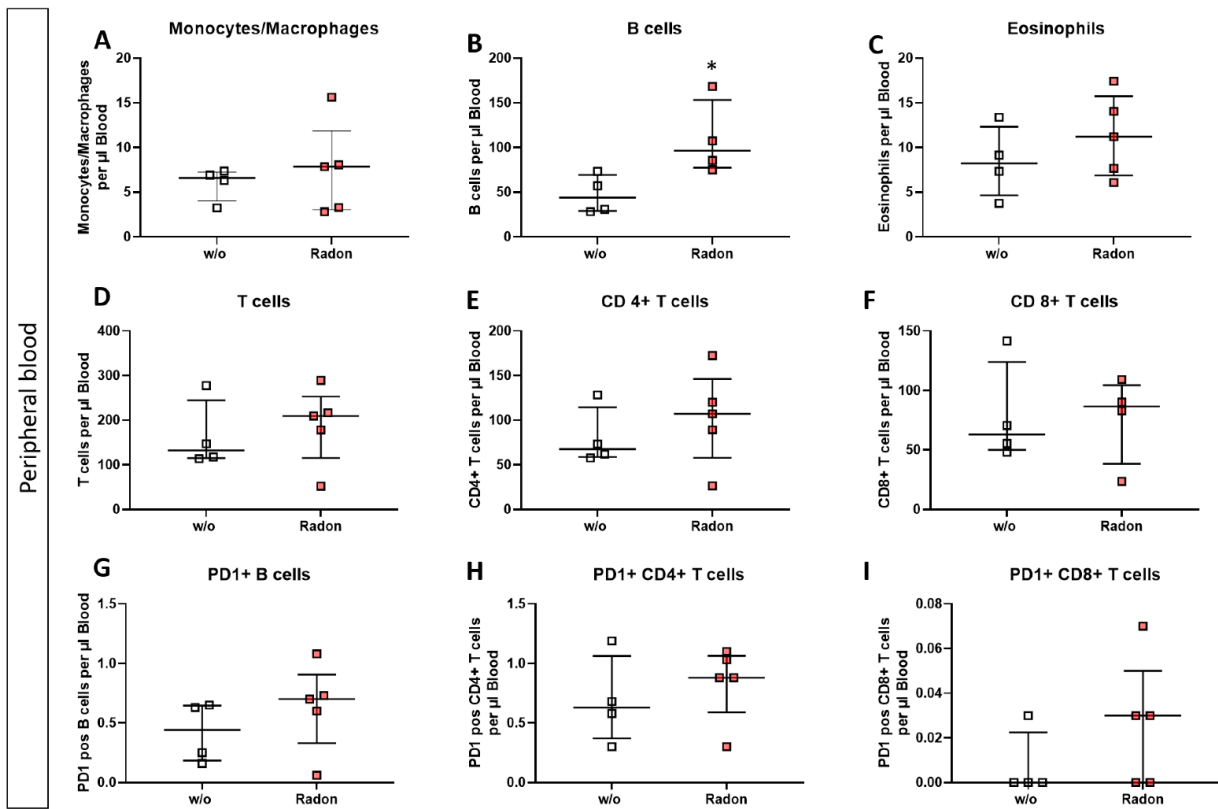 Peripheral blood
A
Monocytes/Macrophages
Monocytes/Macrophages
per µl Blood
20
15
10
5
0
w/o Radon
B
B cells
B cells per µl Blood
200
150
100
50
0
*
w/o Radon
C
Eosinophils
Eosinophils per µl Blood
20
15
10
5
0
w/o Radon
D
T cells
T cells per µl Blood
400
300
200
100
0
w/o Radon
E
CD 4+ T cells
CD4+ T cells per µl Blood
200
150
100
50
0
w/o Radon
F
CD 8+ T cells
CD8+ T cells per µl Blood
150
100
50
0
w/o Radon
G
PD1+ B cells
PD1 pos B cells per µl Blood
1.5
1.0
0.5
0.0
w/o Radon
H
PD1+ CD4+ T cells
PD1 pos CD4+ T cells
per µl Blood
1.5
1.0
0.5
0.0
w/o Radon
I
PD1+ CD8+ T cells
PD1 pos CD8+ T cells
per µl Blood
0.08
0.06
0.04
0.02
0.00
w/o Radon